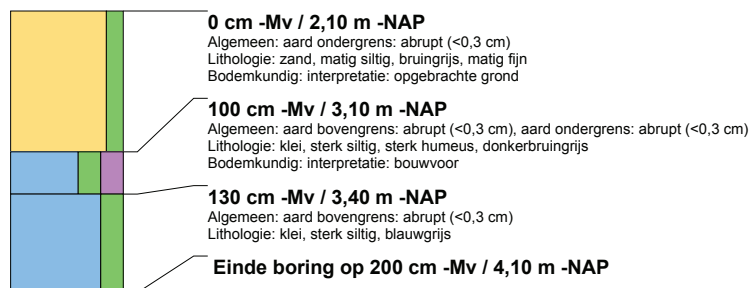 0 cm -Mv / 2,10 m -NAP
Algemeen: aard ondergrens: abrupt (<0,3 cm)
Lithologie: zand, matig siltig, bruingrijs, matig fijn
Bodemkundig: interpretatie: opgebrachte grond
100 cm -Mv / 3,10 m -NAP
Algemeen: aard bovengrens: abrupt (<0,3 cm), aard ondergrens: abrupt (<0,3 cm)
Lithologie: klei, sterk siltig, sterk humeus, donkerbruingrijs
Bodemkundig: interpretatie: bouwvoor
130 cm -Mv / 3,40 m -NAP
Algemeen: aard bovengrens: abrupt (<0,3 cm)
Lithologie: klei, sterk siltig, blauwgrijs
Einde boring op 200 cm -Mv / 4,10 m -NAP